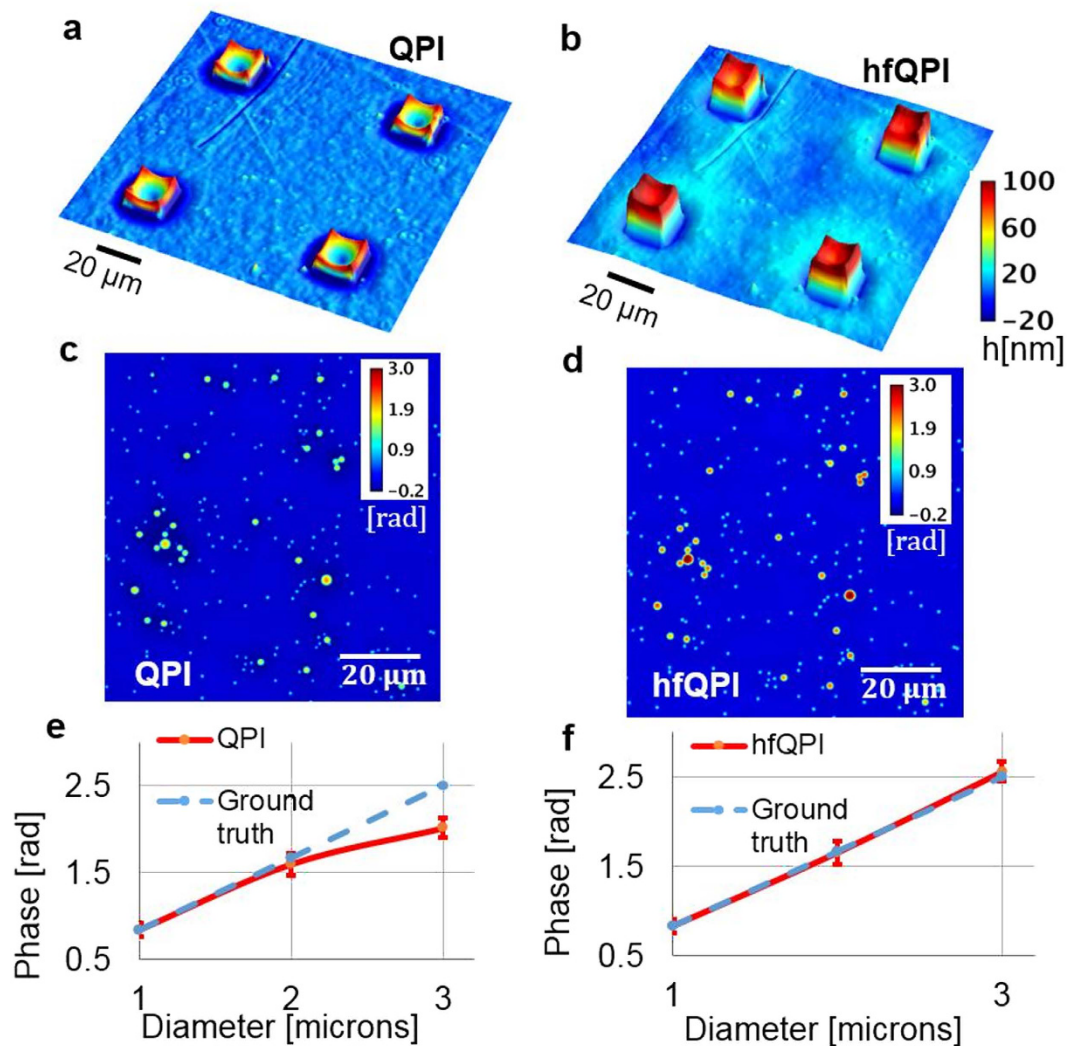 a
QPI
20 µm
b
hfQPI
20 µm
100
60
20
−20
h[nm]
c
3.0
1.9
0.9
−0.2
[rad]
QPI
20 µm
d
3.0
1.9
0.9
−0.2
[rad]
hfQPI
20 µm
e
QPI
Ground
truth
2.5
1.5
0.5
Phase [rad]
1
2
3
Diameter [microns]
f
hfQPI
Ground
truth
2.5
1.5
0.5
Phase [rad]
1
3
Diameter [microns]